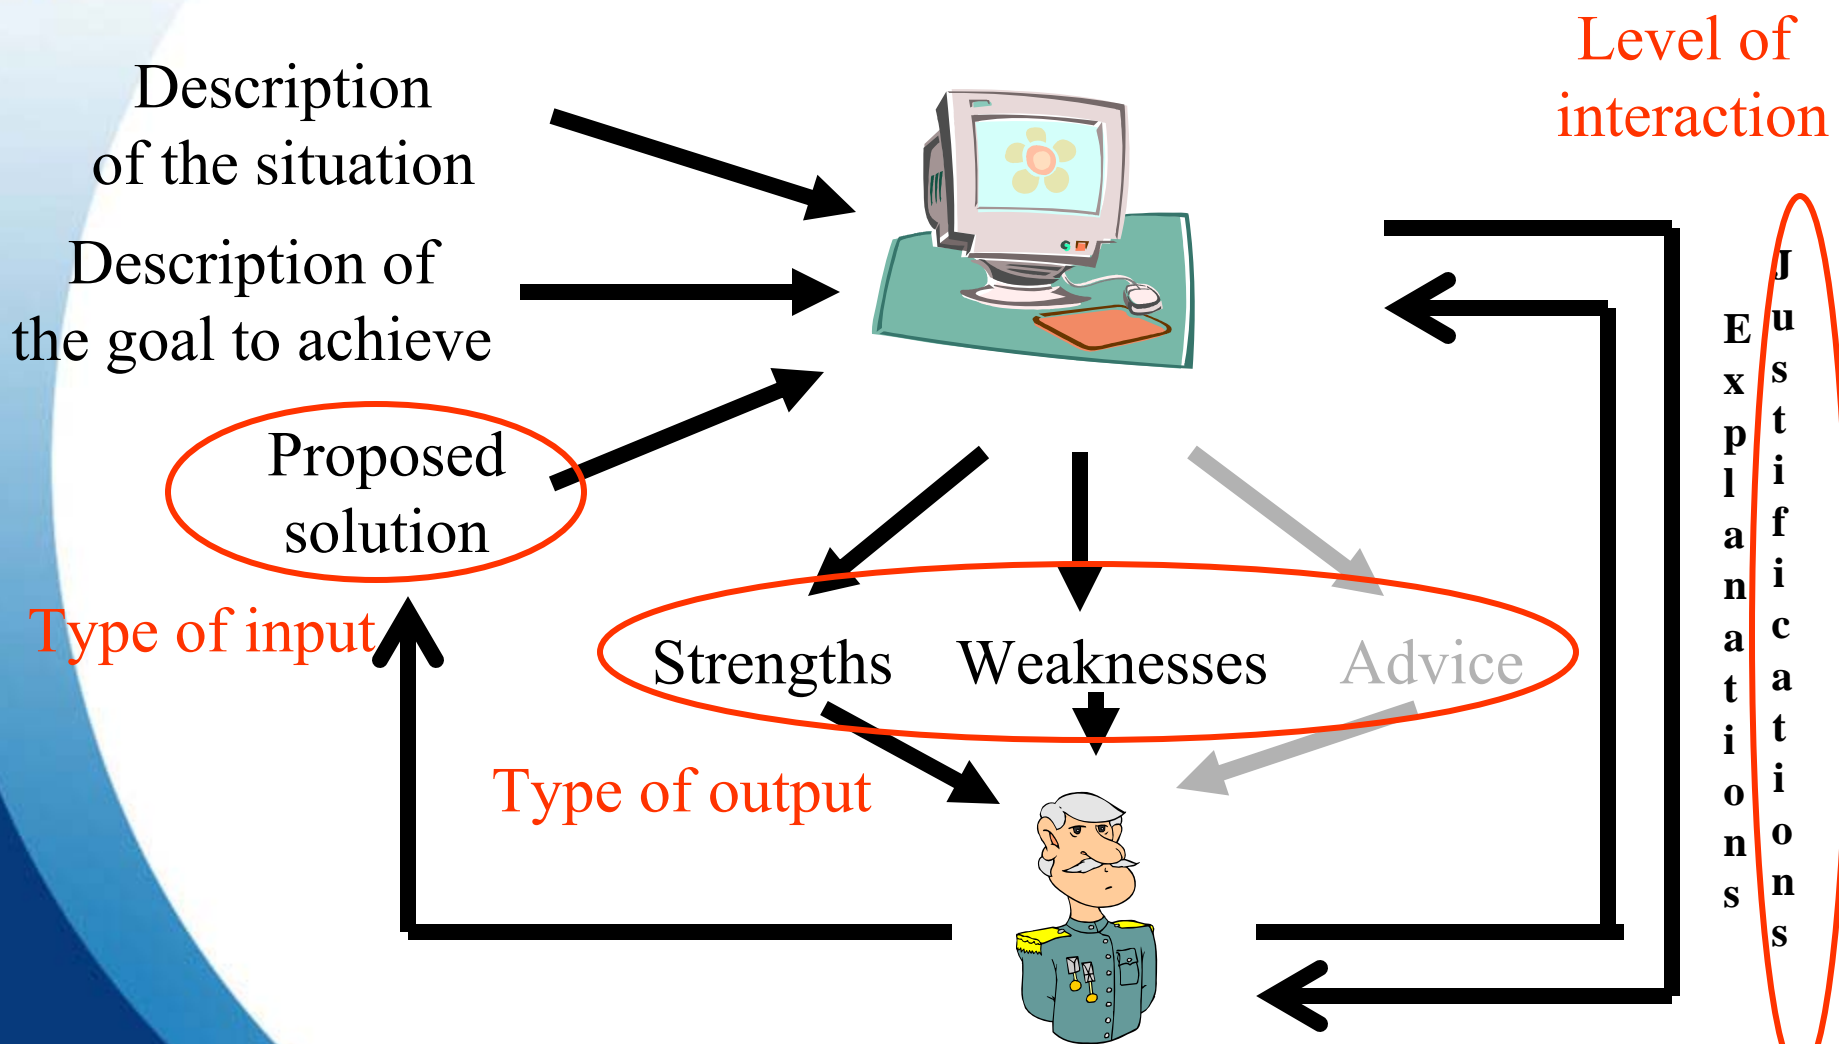 Level of
interaction
Description
of the situation
Description of
the goal to achieve
Proposed
solution
Type of input
Strengths Weaknesses Advice
Type of output
Explanations
Justifications